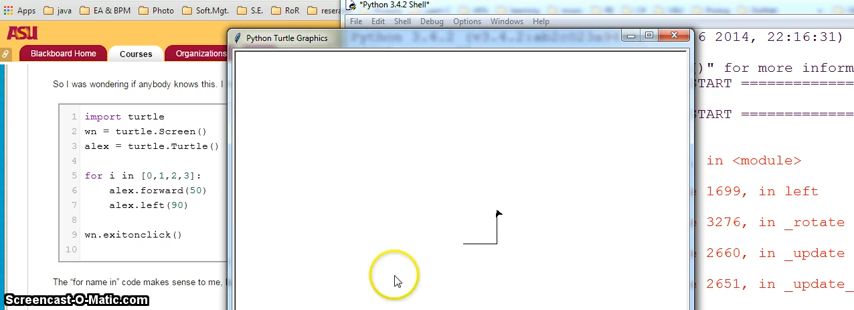 *Python 3.4.2 Shell*
Apps java EA & BPM Photo Soft.Mgt. S.E. RoR
File Edit Shell Debug Options Windows Help
ASU
Python Turtle Graphics
6 2014, 22:16:31)
Blackboard Home Courses Organizations
)" for more inform
START ==============
So I was wondering if anybody knows this. I
START ==============
1 import turtle
2 wn = turtle.Screen()
3 alex = turtle.Turtle()
4
5 for i in [0,1,2,3]:
6 alex.forward(50)
7 alex.left(90)
8
9 wn.exitonclick()
10
in <module>
1699, in left
3276, in _rotate
2660, in _update
2651, in _update_
The "for name in" code makes sense to me,
Screencast-O-Matic.com